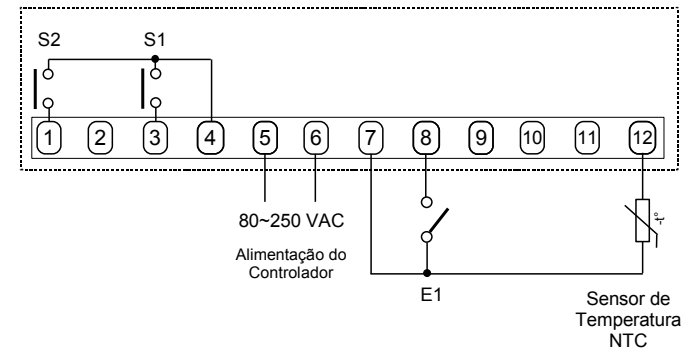 S2 S1
1 2 3 4 5 6 7 8 9 10 11 12
80~250 VAC
Alimentação do
Controlador
E1
-t°
Sensor de
Temperatura
NTC